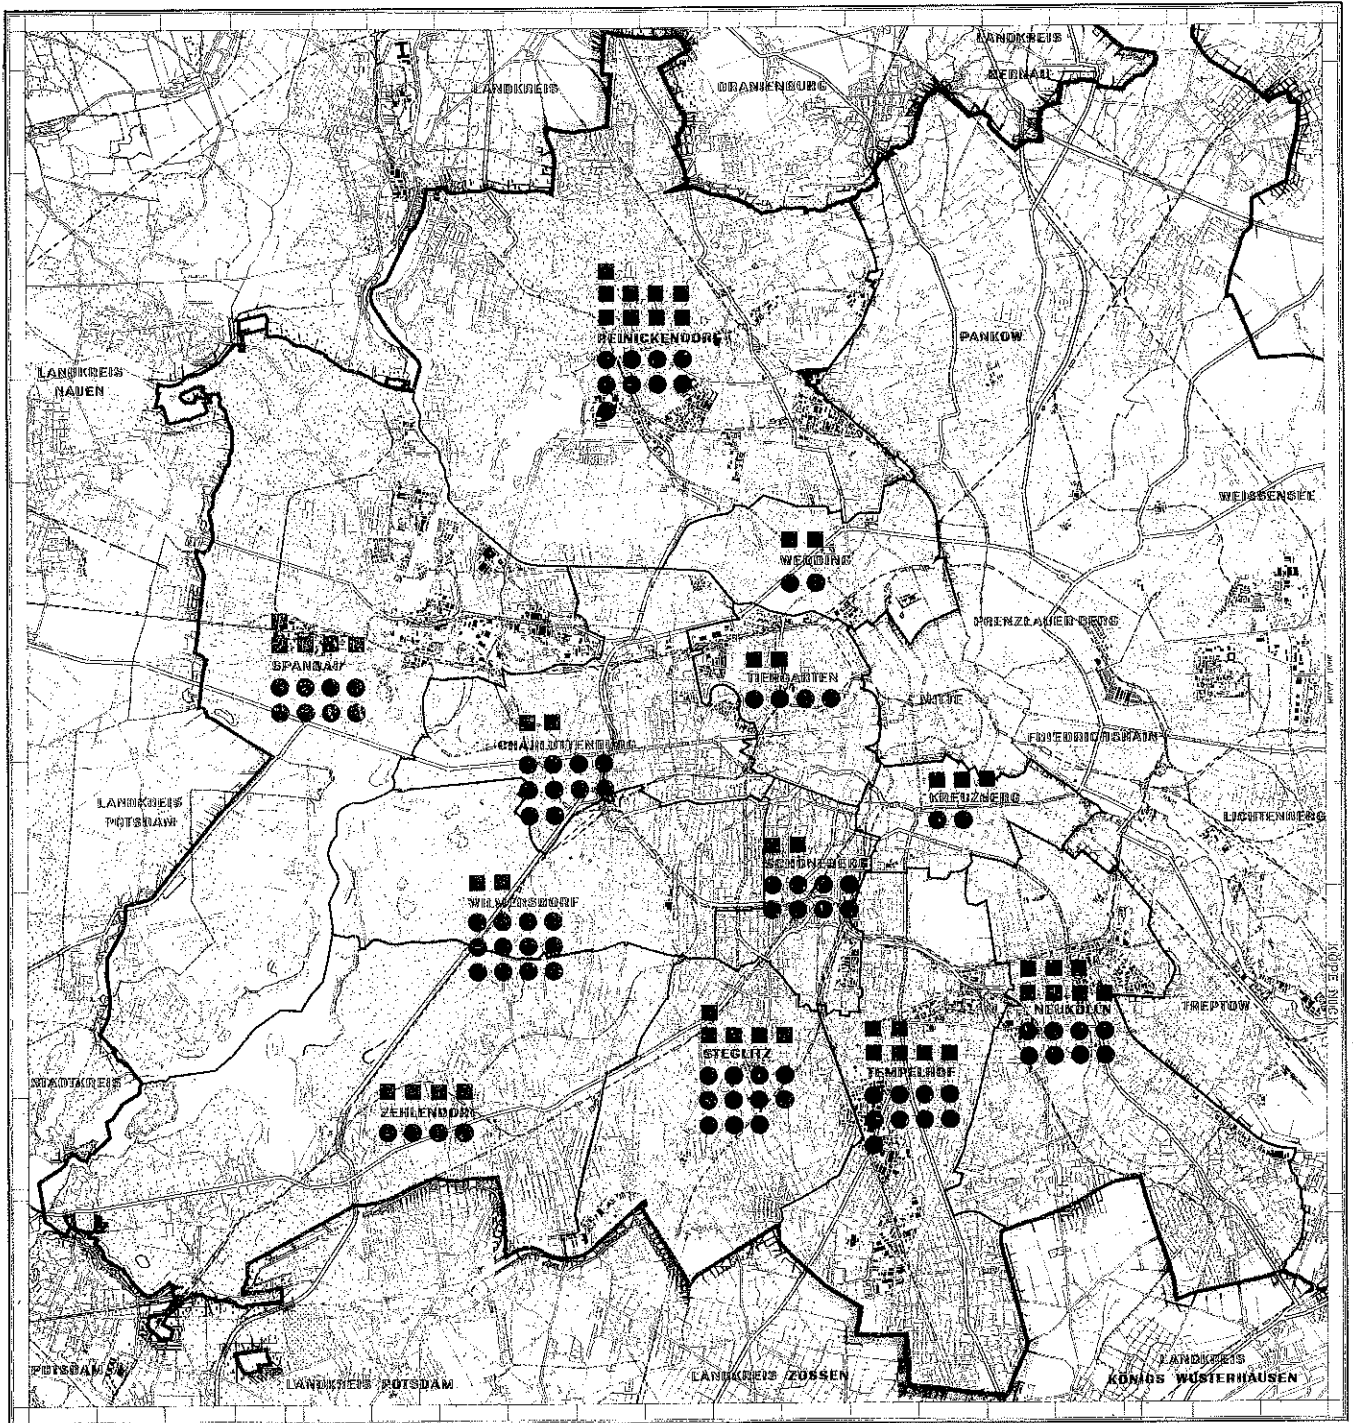 LANDKREIS
BERNAU
LANDKREIS
ORANIENBURG
PANKOW
REINICKENDORF
LANDKREIS
NAUEN
WEISSENSEE
WEDDING
PRENZLAUER BERG
SPANDAU
TIERGARTEN
MITTE
FRIEDRICHSHAIN
CHARLOTTENBURG
KREUZBERG
LANDKREIS
POTSDAM
LICHTENBERG
SCHÖNEBERG
WILMERSDORF
KÖPENICK
TREPTOW
NEUKÖLLN
STEGLITZ
TEMPELHOF
STADTKREIS
ZEHLENDORF
POTSDAM
LANDKREIS POTSDAM
LANDKREIS ZOSSEN
LANDKREIS
KÖNIGS WUSTERHAUSEN